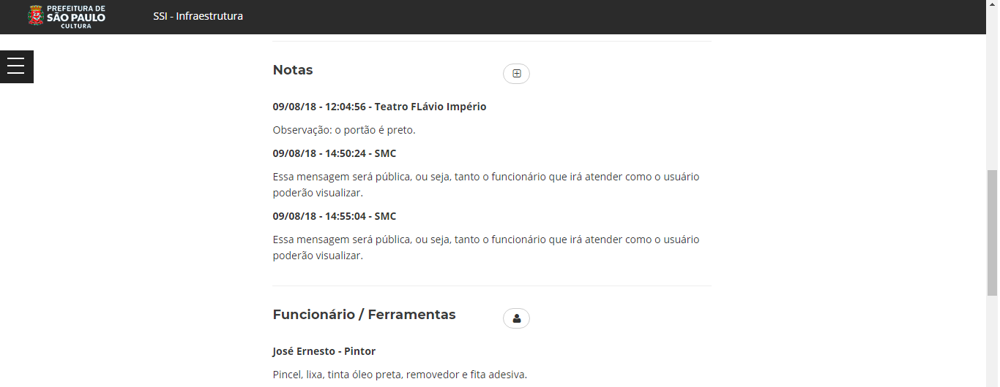 PREFEITURA DE
SÃO PAULO
CULTURA
SSI - Infraestrutura
Notas
09/08/18 - 12:04:56 - Teatro FLávio Império
Observação: o portão é preto.
09/08/18 - 14:50:24 - SMC
Essa mensagem será pública, ou seja, tanto o funcionário que irá atender como o usuário
poderão visualizar.
09/08/18 - 14:55:04 - SMC
Essa mensagem será pública, ou seja, tanto o funcionário que irá atender como o usuário
poderão visualizar.
Funcionário / Ferramentas
José Ernesto - Pintor
Pincel, lixa, tinta óleo preta, removedor e fita adesiva.